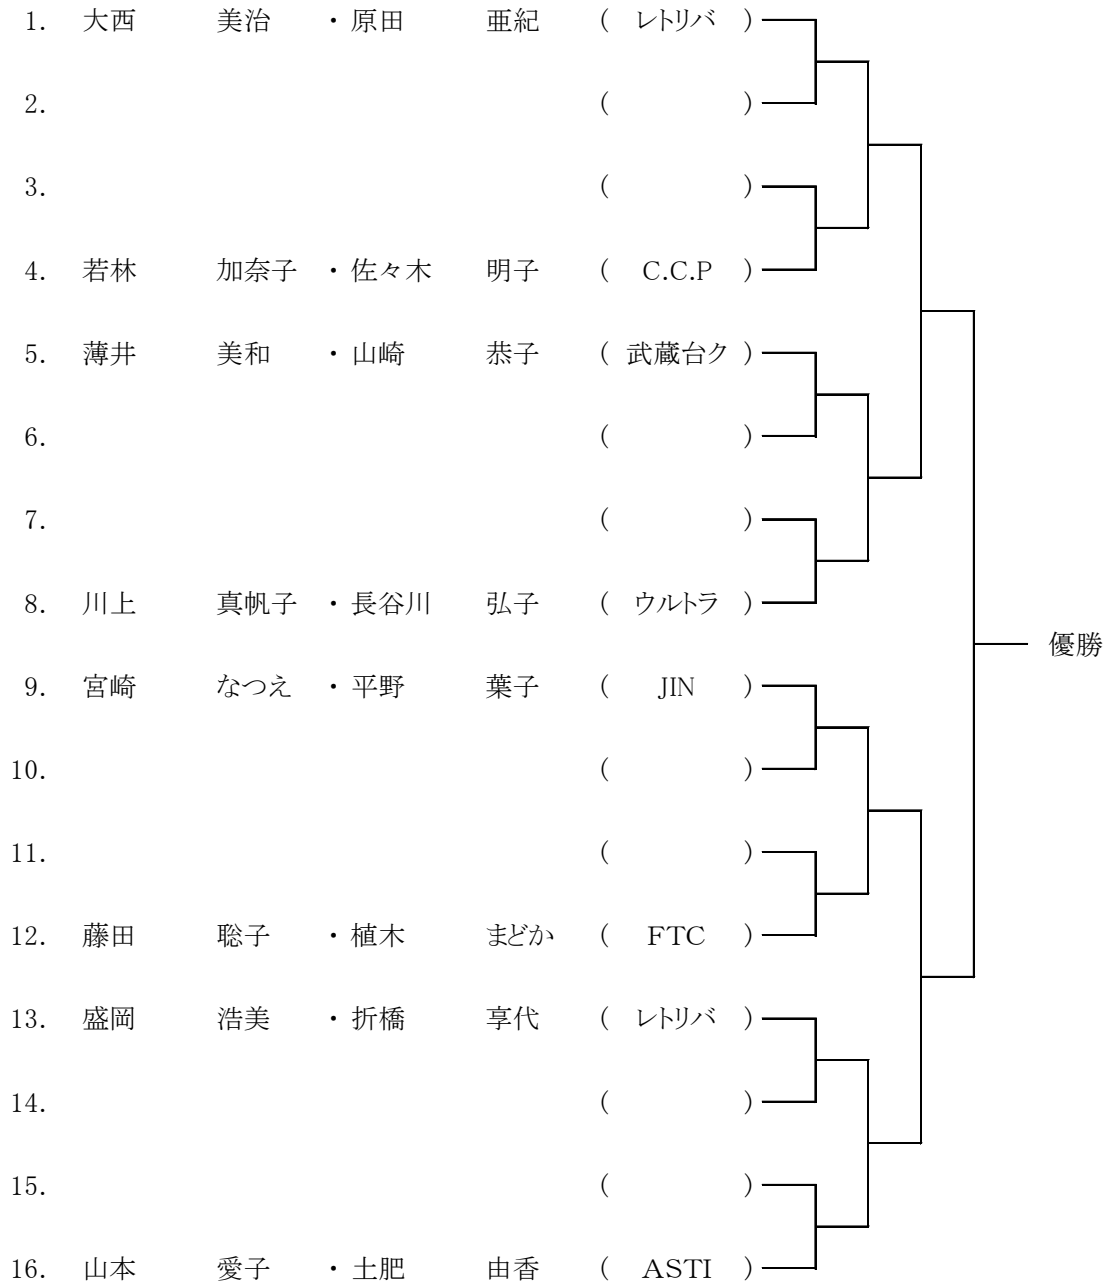 1. 大西 美治 ・ 原田 亜紀 ( レトリバ )
2. ( )
3. ( )
4. 若林 加奈子 ・ 佐々木 明子 ( C.C.P )
5. 薄井 美和 ・ 山崎 恭子 ( 武蔵台ク )
6. ( )
7. ( )
8. 川上 真帆子 ・ 長谷川 弘子 ( ウルトラ )
優勝
9. 宮崎 なつえ ・ 平野 葉子 ( JIN )
10. ( )
11. ( )
12. 藤田 聡子 ・ 植木 まどか ( FTC )
13. 盛岡 浩美 ・ 折橋 享代 ( レトリバ )
14. ( )
15. ( )
16. 山本 愛子 ・ 土肥 由香 ( ASTI )